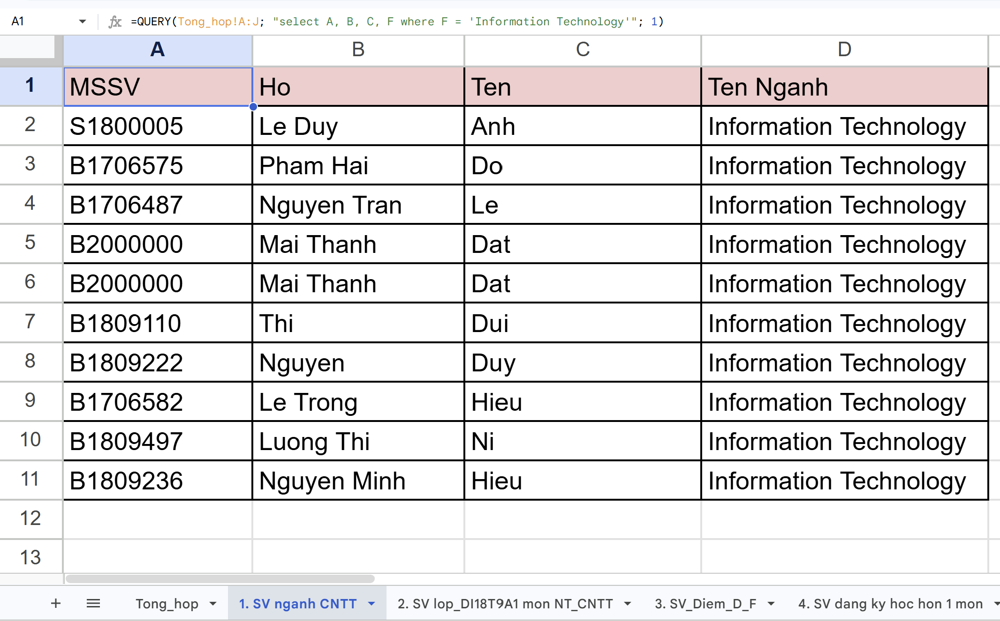 A1 fx =QUERY(Tong_hop!A:J; "select A, B, C, F where F = 'Information Technology'"; 1)
A B C D
1 MSSV Ho Ten Ten Nganh
2 S1800005 Le Duy Anh Information Technology
3 B1706575 Pham Hai Do Information Technology
4 B1706487 Nguyen Tran Le Information Technology
5 B2000000 Mai Thanh Dat Information Technology
6 B2000000 Mai Thanh Dat Information Technology
7 B1809110 Thi Dui Information Technology
8 B1809222 Nguyen Duy Information Technology
9 B1706582 Le Trong Hieu Information Technology
10 B1809497 Luong Thi Ni Information Technology
11 B1809236 Nguyen Minh Hieu Information Technology
12
13
Tong_hop 1. SV nganh CNTT 2. SV lop_DI18T9A1 mon NT_CNTT 3. SV_Diem_D_F 4. SV dang ky hoc hon 1 mon